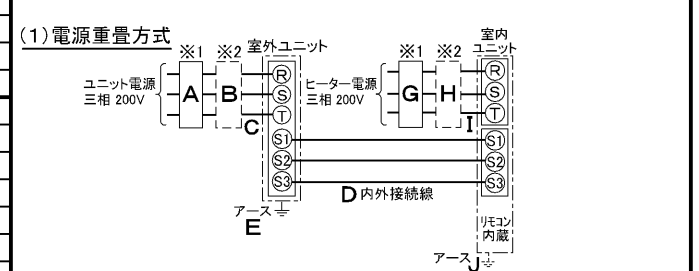 (1)電源重畳方式
※1 ※2 室外ユニット
ユニット電源
三相 200V
A B
R
S
T
C
S1
S2
S3
アース
E
※1 ※2 室内
ユニット
ヒーター電源
三相 200V
G H
R
S
T
I
S1
S2
S3
D 内外接続線
リモコン
内蔵
アース J